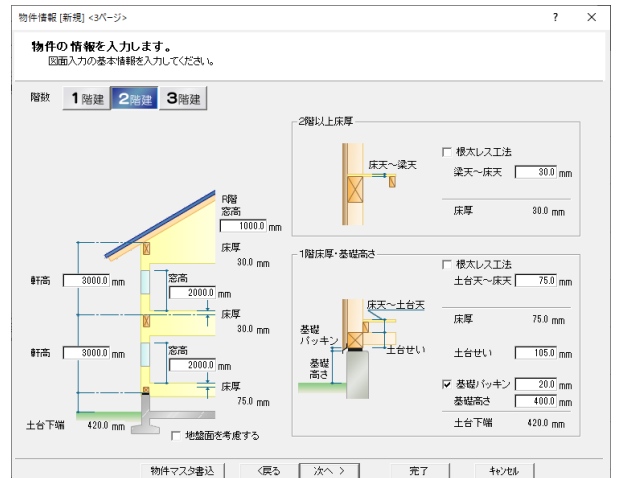 物件情報 [新規] <3ページ>
? ×
物件の情報を入力します。
図面入力の基本情報を入力してください。
階数 1階建 2階建 3階建
R階
窓高
1000.0 mm
床厚
30.0 mm
軒高 3000.0 mm
窓高
2000.0 mm
床厚
30.0 mm
軒高 3000.0 mm
窓高
2000.0 mm
床厚
75.0 mm
土台下端 420.0 mm
地盤面を考慮する
2階以上床厚
床天～梁天
根太レス工法
梁天～床天 30.0 mm
床厚 30.0 mm
1階床厚・基礎高さ
床天～土台天
基礎
パッキン
土台せい
基礎
高さ
根太レス工法
土台天～床天 75.0 mm
床厚 75.0 mm
土台せい 105.0 mm
基礎パッキン 20.0 mm
基礎高さ 400.0 mm
土台下端 420.0 mm
物件マスタ書込 <戻る 次へ > 完了 キャンセル